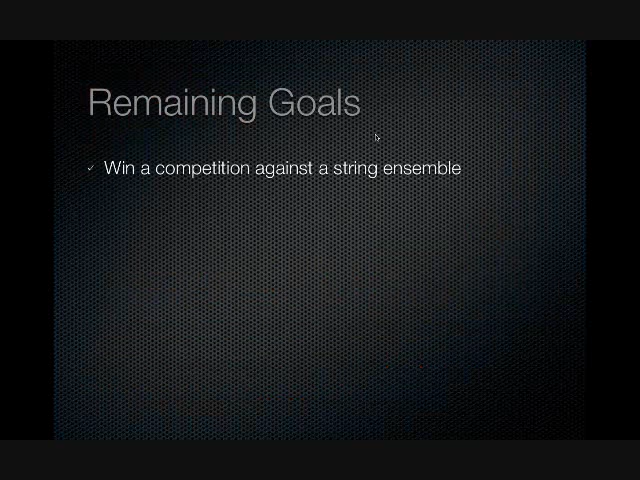 Remaining Goals
✓ Win a competition against a string ensemble